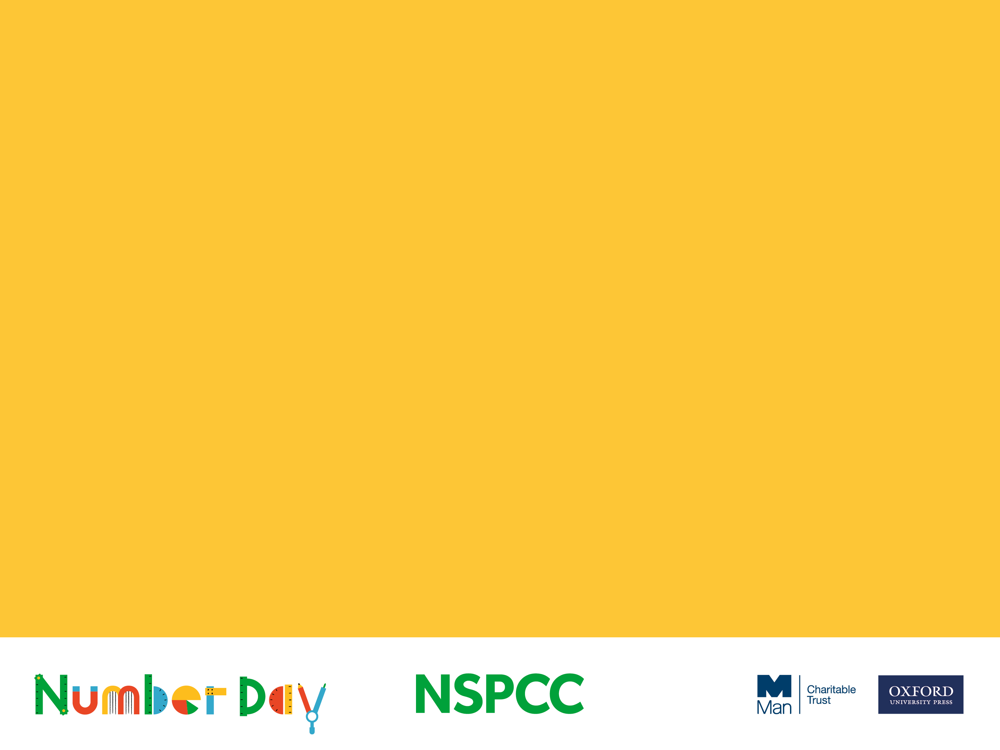 Number Day
NSPCC
Man
Charitable
Trust
OXFORD
UNIVERSITY PRESS